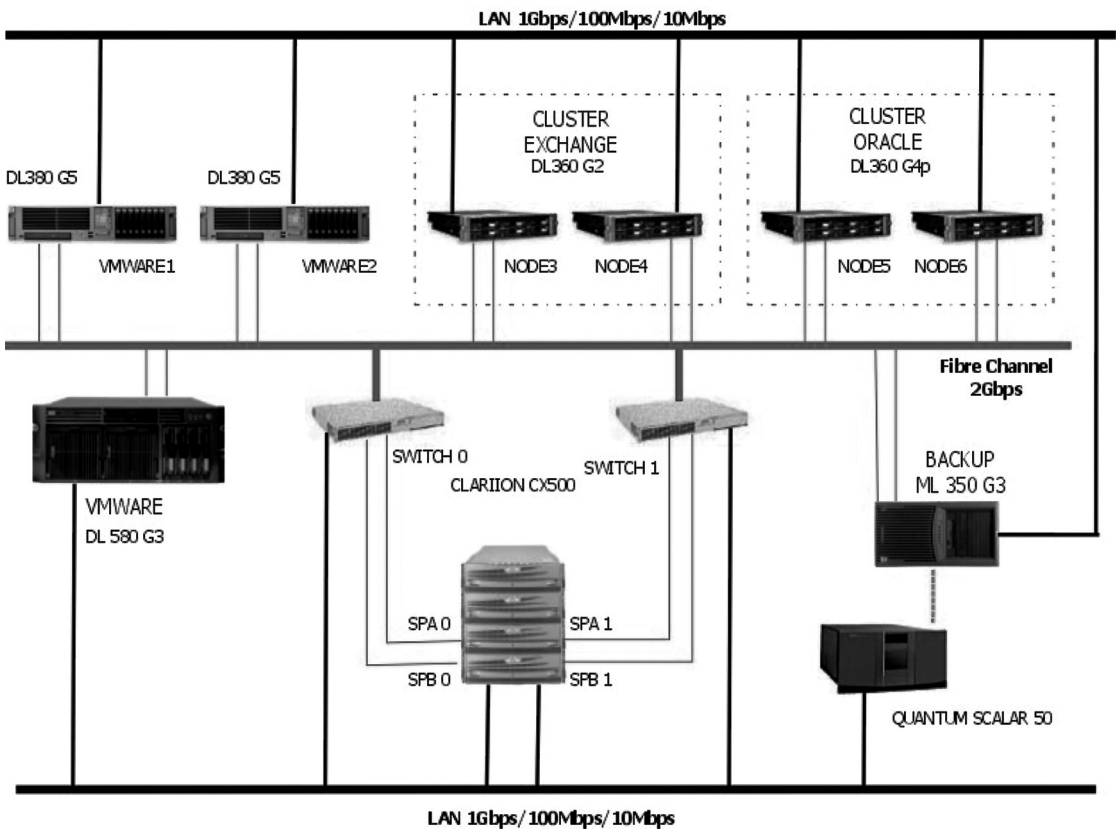 LAN 1Gbps/100Mbps/10Mbps
CLUSTER
EXCHANGE
DL360 G2
CLUSTER
ORACLE
DL360 G4p
DL380 G5
DL380 G5
VMWARE1
VMWARE2
NODE3
NODE4
NODE5
NODE6
Fibre Channel
2Gbps
SWITCH 0
SWITCH 1
CLARIION CX500
BACKUP
ML 350 G3
VMWARE
DL 580 G3
SPA 0
SPA 1
SPB 0
SPB 1
QUANTUM SCALAR 50
LAN 1Gbps/100Mbps/10Mbps